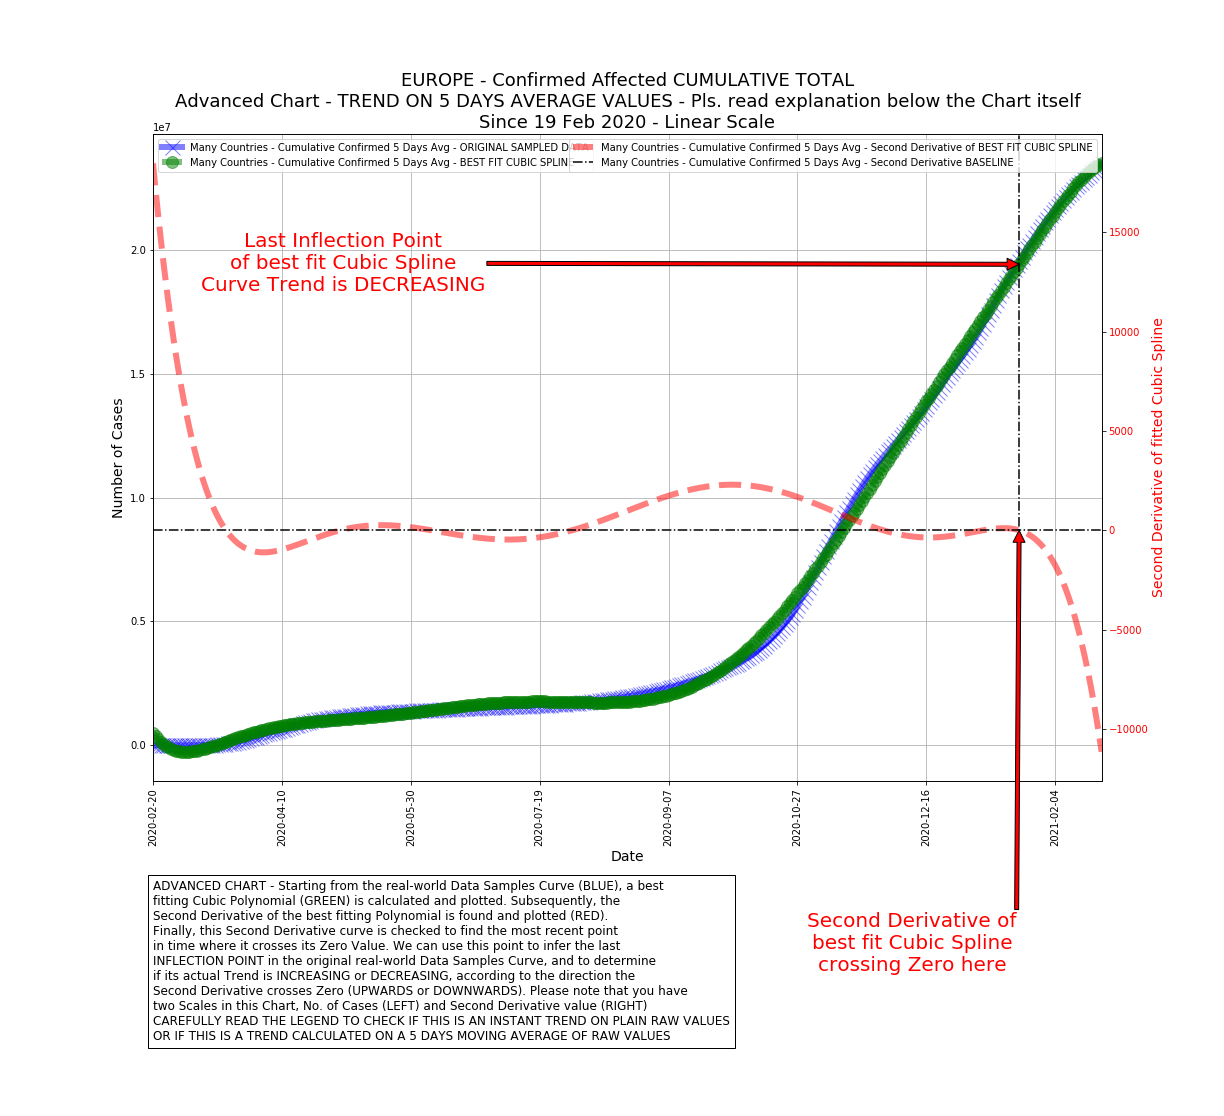 EUROPE - Confirmed Affected CUMULATIVE TOTAL
Advanced Chart - TREND ON 5 DAYS AVERAGE VALUES - Pls. read explanation below the Chart itself
Since 19 Feb 2020 - Linear Scale
1e7
Many Countries - Cumulative Confirmed 5 Days Avg - ORIGINAL SAMPLED DATA
Many Countries - Cumulative Confirmed 5 Days Avg - BEST FIT CUBIC SPLIN
Many Countries - Cumulative Confirmed 5 Days Avg - Second Derivative of BEST FIT CUBIC SPLINE
Many Countries - Cumulative Confirmed 5 Days Avg - Second Derivative BASELINE
Last Inflection Point
of best fit Cubic Spline
Curve Trend is DECREASING
Number of Cases
2.0
1.5
1.0
0.5
0.0
15000
10000
5000
0
−5000
−10000
Second Derivative of fitted Cubic Spline
2020-02-20
2020-04-10
2020-05-30
2020-07-19
2020-09-07
2020-10-27
2020-12-16
2021-02-04
Date
ADVANCED CHART - Starting from the real-world Data Samples Curve (BLUE), a best
fitting Cubic Polynomial (GREEN) is calculated and plotted. Subsequently, the
Second Derivative of the best fitting Polynomial is found and plotted (RED).
Finally, this Second Derivative curve is checked to find the most recent point
in time where it crosses its Zero Value. We can use this point to infer the last
INFLECTION POINT in the original real-world Data Samples Curve, and to determine
if its actual Trend is INCREASING or DECREASING, according to the direction the
Second Derivative crosses Zero (UPWARDS or DOWNWARDS). Please note that you have
two Scales in this Chart, No. of Cases (LEFT) and Second Derivative value (RIGHT)
CAREFULLY READ THE LEGEND TO CHECK IF THIS IS AN INSTANT TREND ON PLAIN RAW VALUES
OR IF THIS IS A TREND CALCULATED ON A 5 DAYS MOVING AVERAGE OF RAW VALUES
Second Derivative of
best fit Cubic Spline
crossing Zero here